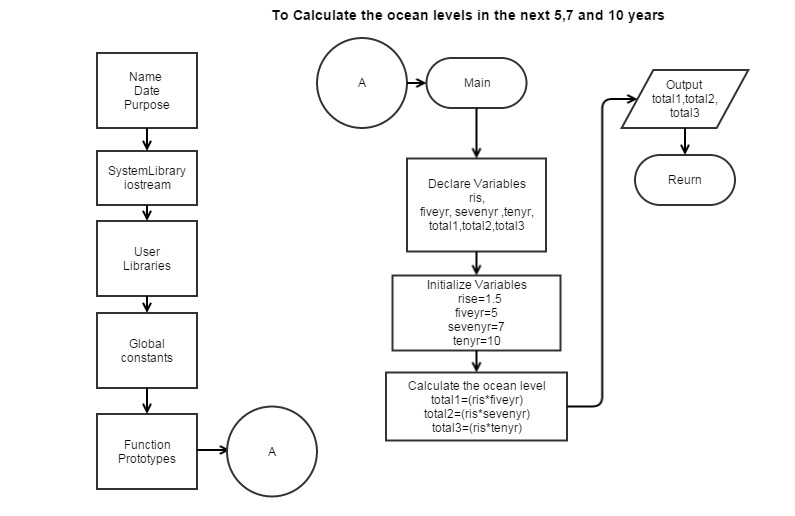 To Calculate the ocean levels in the next 5,7 and 10 years
Name
Date
Purpose
SystemLibrary
iostream
User
Libraries
Global
constants
Function
Prototypes
A
A
Main
Declare Variables
ris,
fiveyr, sevenyr ,tenyr,
total1,total2,total3
Initialize Variables
rise=1.5
fiveyr=5
sevenyr=7
tenyr=10
Calculate the ocean level
total1=(ris*fiveyr)
total2=(ris*sevenyr)
total3=(ris*tenyr)
Output
total1,total2,
total3
Reurn